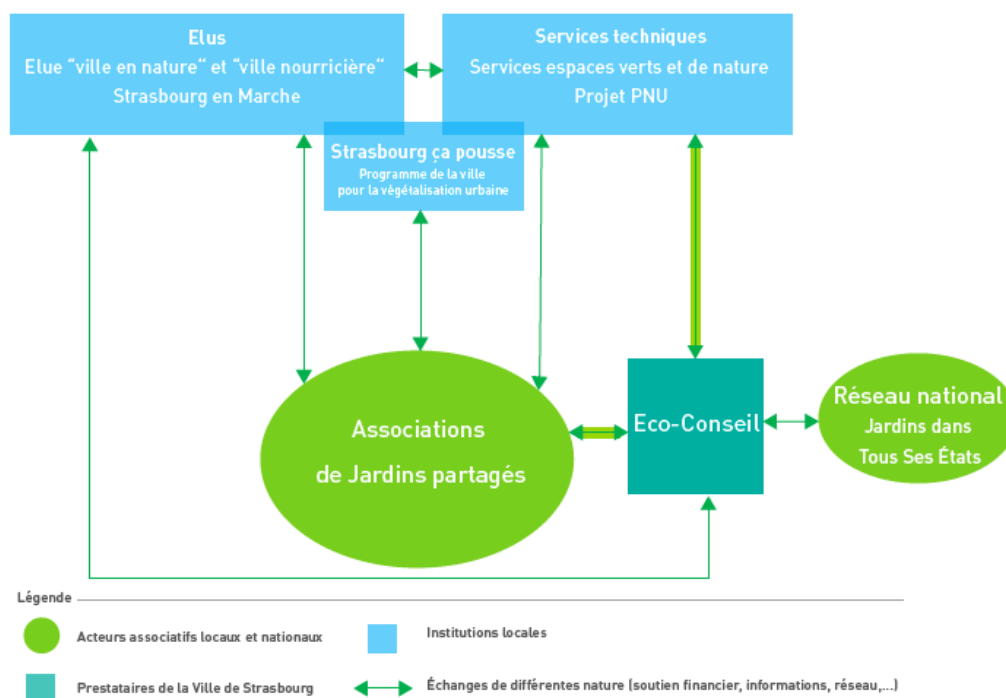 Elus
Elue "ville en nature" et "ville nourricière"
Strasbourg en Marche
Services techniques
Services espaces verts et de nature
Projet PNU
Strasbourg ça pousse
Programme de la ville
pour la végétalisation urbaine
Associations
de Jardins partagés
Eco-Conseil
Réseau national
Jardins dans
Tous Ses États
Légende
Acteurs associatifs locaux et nationaux
Institutions locales
Prestataires de la Ville de Strasbourg
Échanges de différentes nature (soutien financier, informations, réseau,...)